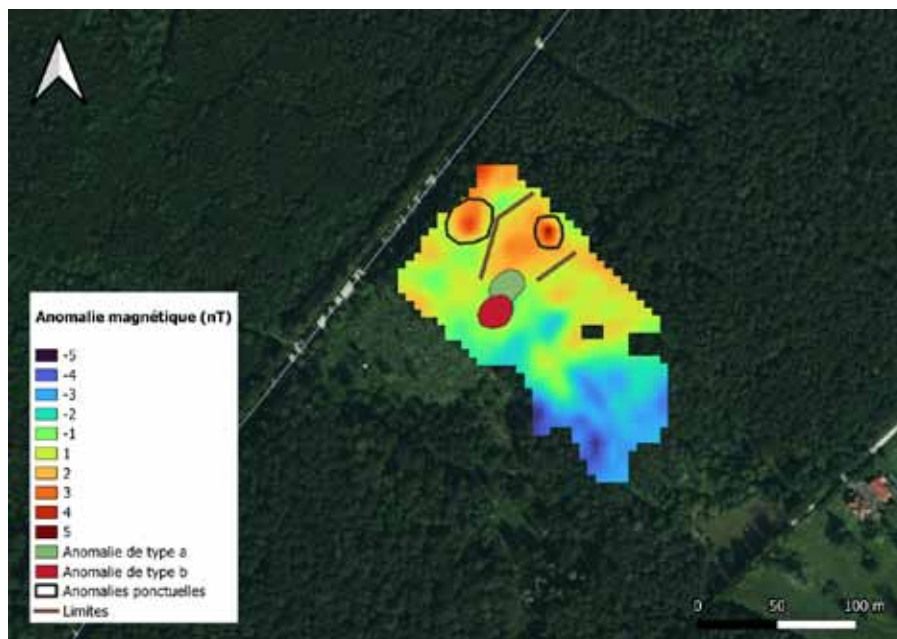 Anomalie magnétique (nT)
-5
-4
-3
-2
-1
1
2
3
4
5
Anomalie de type a
Anomalie de type b
Anomalies ponctuelles
Limites
0 50 100 m